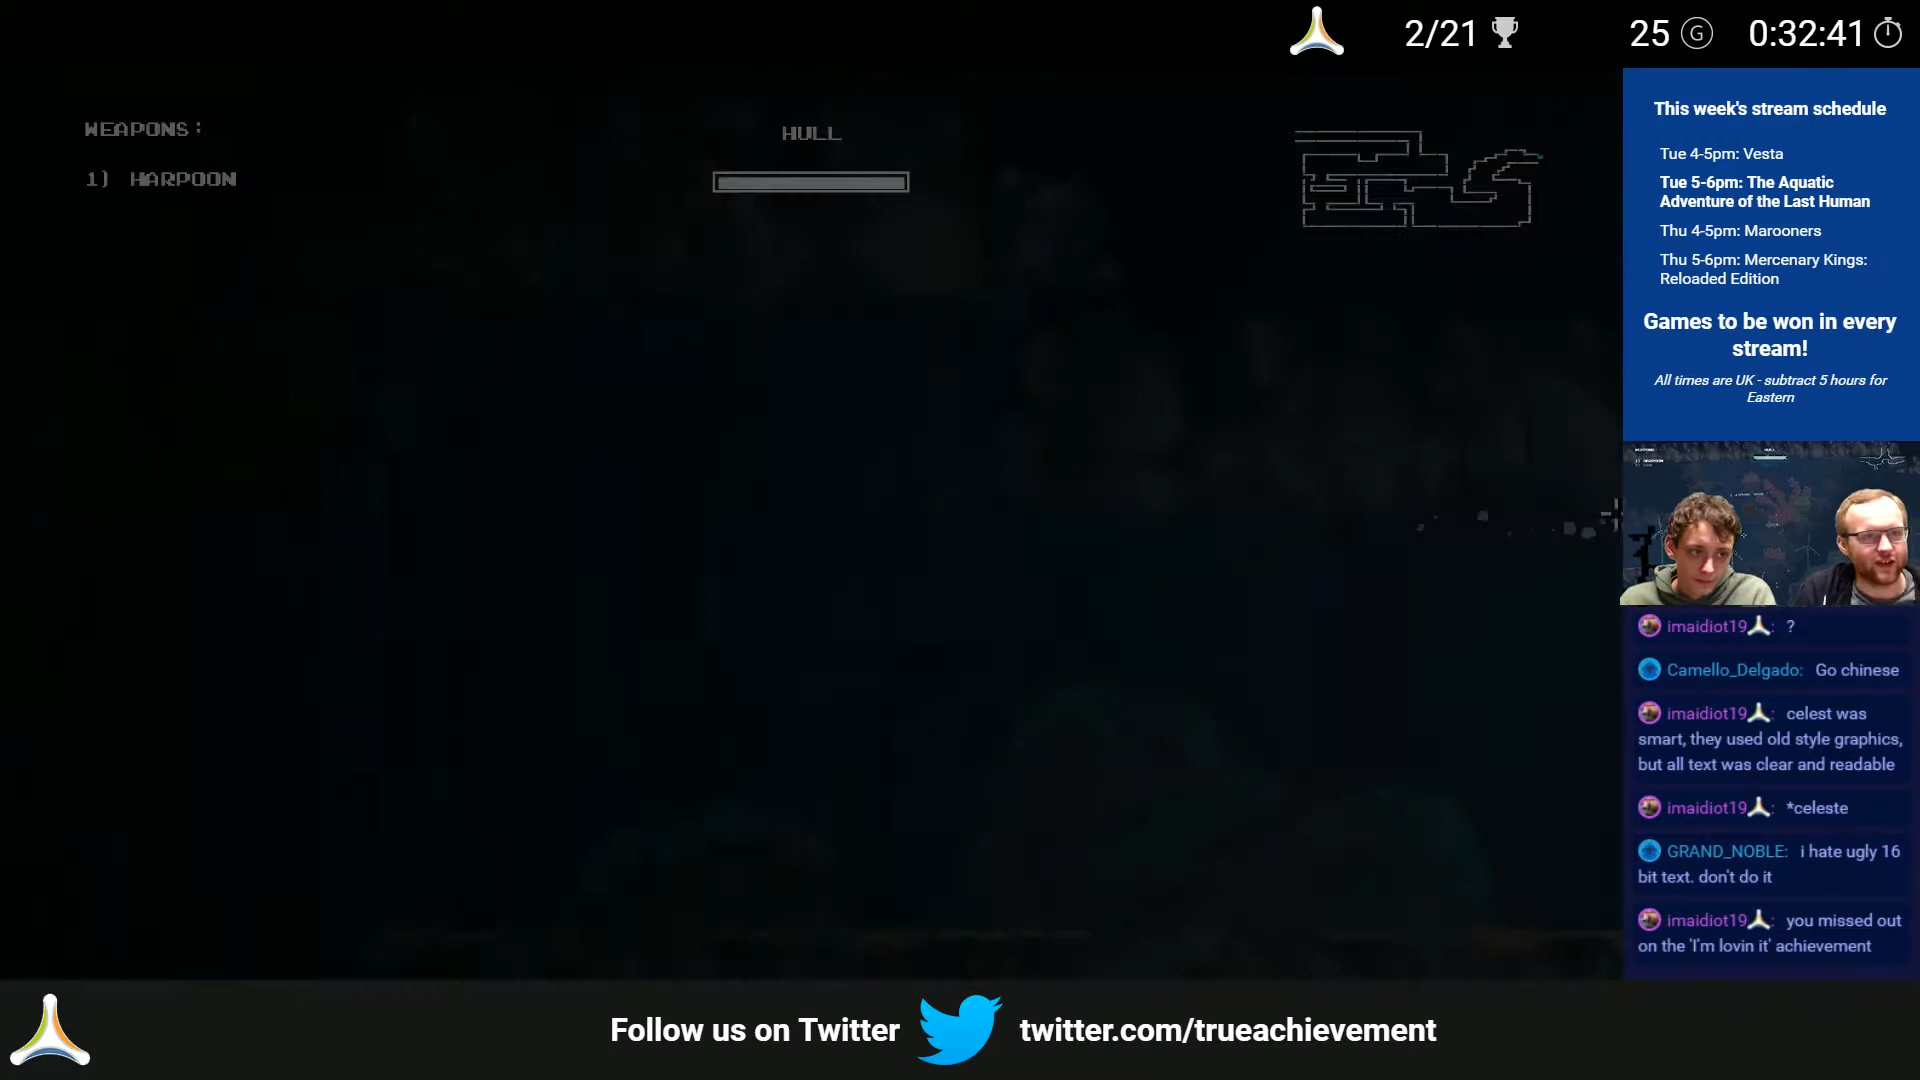 2/21
25 G
0:32:41
WEAPONS:
1) HARPOON
HULL
This week's stream schedule
Tue 4-5pm: Vesta
Tue 5-6pm: The Aquatic
Adventure of the Last Human
Thu 4-5pm: Marooners
Thu 5-6pm: Mercenary Kings:
Reloaded Edition
Games to be won in every
stream!
All times are UK - subtract 5 hours for
Eastern
imaidiot19: ?
Camello_Delgado: Go chinese
imaidiot19: celest was
smart, they used old style graphics,
but all text was clear and readable
imaidiot19: *celeste
GRAND_NOBLE: i hate ugly 16
bit text. don't do it
imaidiot19: you missed out
on the 'I'm lovin it' achievement
Follow us on Twitter
twitter.com/trueachievement